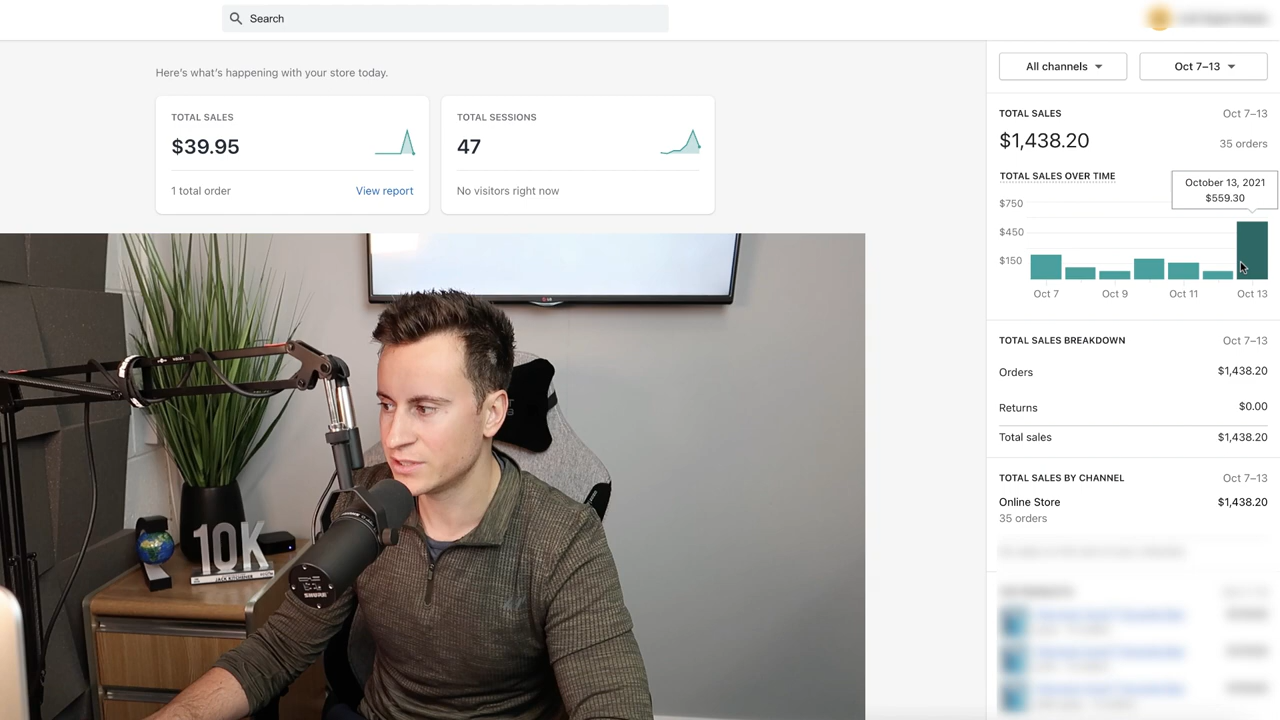 Search
Here's what's happening with your store today.
TOTAL SALES
$39.95
1 total order
View report
TOTAL SESSIONS
47
No visitors right now
All channels
Oct 7–13
TOTAL SALES
Oct 7–13
$1,438.20
35 orders
TOTAL SALES OVER TIME
October 13, 2021
$559.30
$750
$450
$150
Oct 7
Oct 9
Oct 11
Oct 13
TOTAL SALES BREAKDOWN
Oct 7–13
Orders
$1,438.20
Returns
$0.00
Total sales
$1,438.20
TOTAL SALES BY CHANNEL
Oct 7–13
Online Store
$1,438.20
35 orders
LG
10K
JACK KITCHENER
SHURE